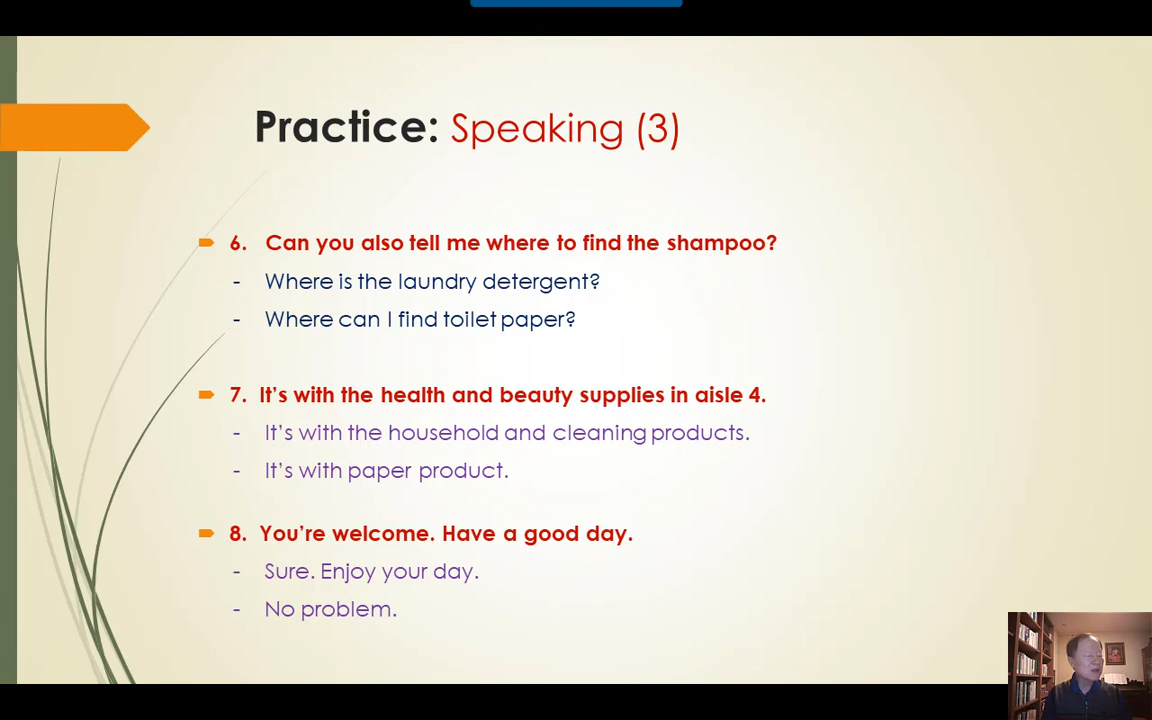 Practice: Speaking (3)
6. Can you also tell me where to find the shampoo?
- Where is the laundry detergent?
- Where can I find toilet paper?
7. It's with the health and beauty supplies in aisle 4.
- It's with the household and cleaning products.
- It's with paper product.
8. You're welcome. Have a good day.
- Sure. Enjoy your day.
- No problem.